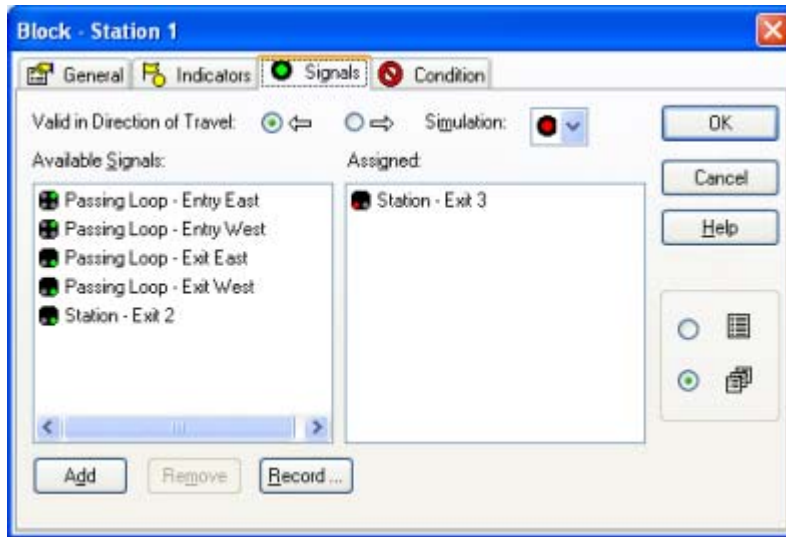 Block - Station 1
General Indicators Signals Condition
Valid in Direction of Travel: Simulation:
OK
Available Signals: Assigned:
Cancel
Passing Loop - Entry East
Station - Exit 3
Passing Loop - Entry West
Help
Passing Loop - Exit East
Passing Loop - Exit West
Station - Exit 2
Add Remove Record ...